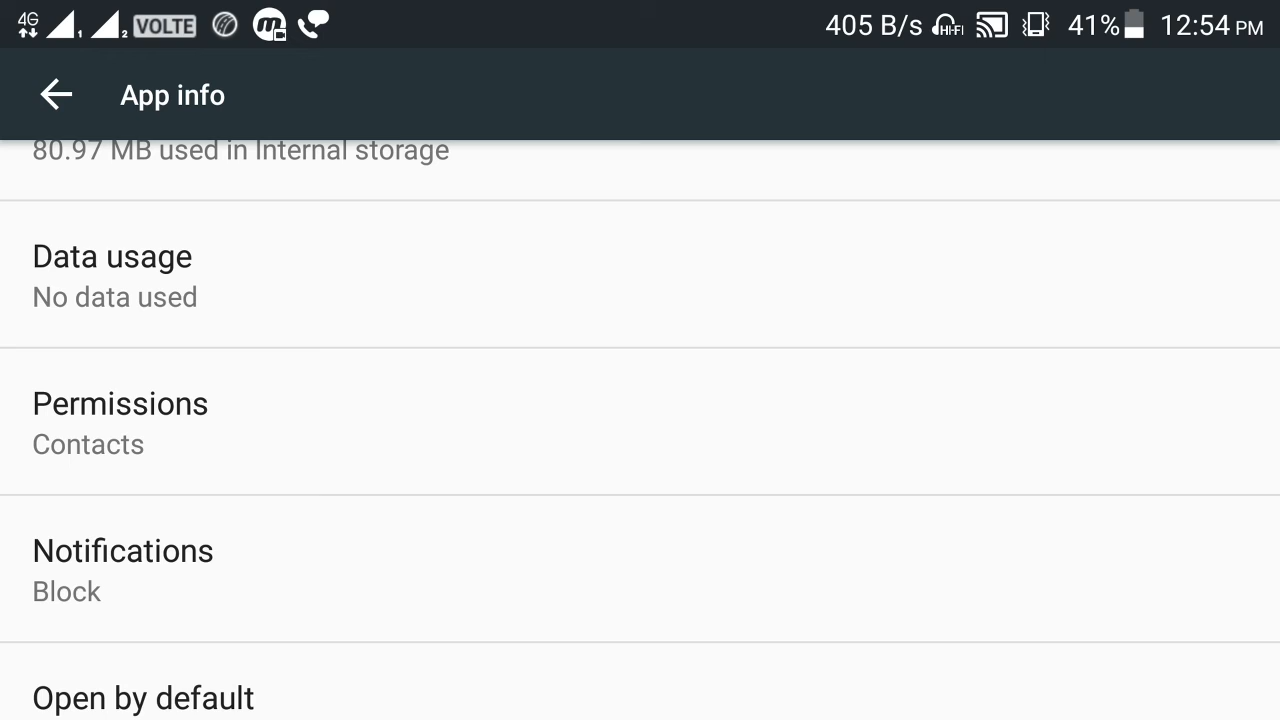 4G 1 2 VOLTE m 405 B/s HI-FI 41% 12:54 PM
App info
80.97 MB used in Internal storage
Data usage
No data used
Permissions
Contacts
Notifications
Block
Open by default